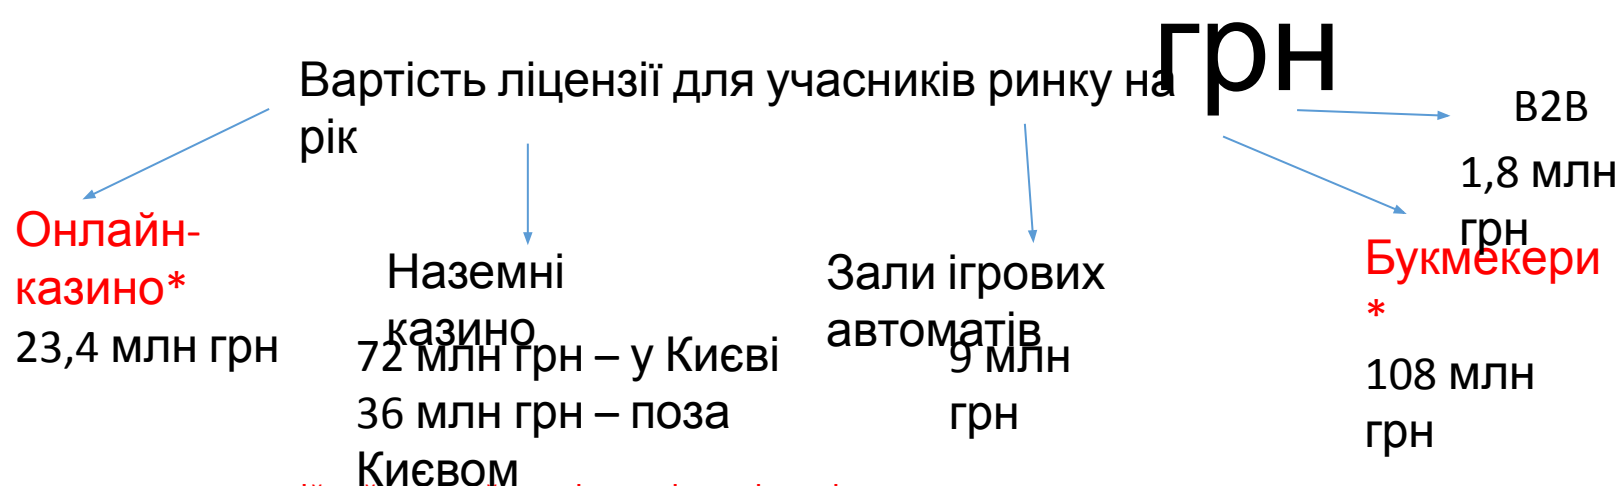 грн
Вартість ліцензії для учасників ринку на
рік
B2B
1,8 млн
грн
Онлайн-
казино*
23,4 млн грн
Наземні
казино
72 млн грн – у Києві
36 млн грн – поза
Києвом
Зали ігрових
автоматів
9 млн
грн
Букмекери
*
108 млн
грн